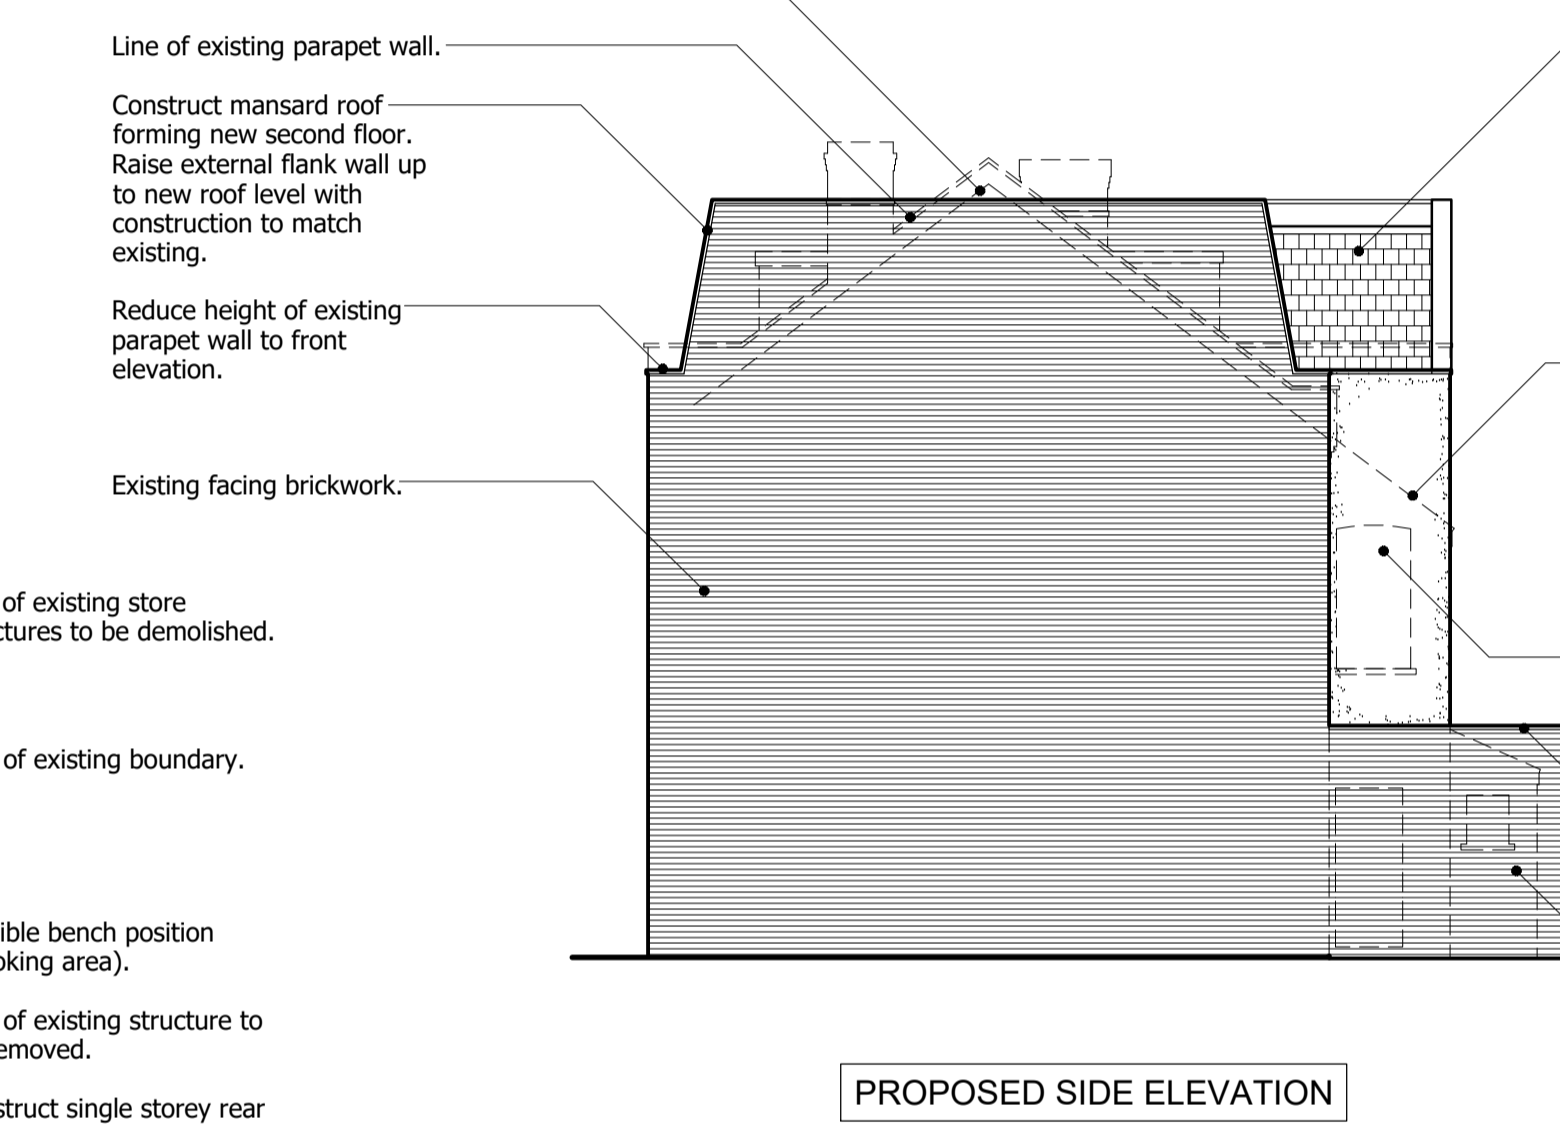 Line of existing parapet wall.
Construct mansard roof
forming new second floor.
Raise external flank wall up
to new roof level with
construction to match
existing.
Reduce height of existing
parapet wall to front
elevation.
Existing facing brickwork.
of existing store
ctures to be demolished.
of existing boundary.
ible bench position
oking area).
of existing structure to
emoved.
struct single storey rear
PROPOSED SIDE ELEVATION